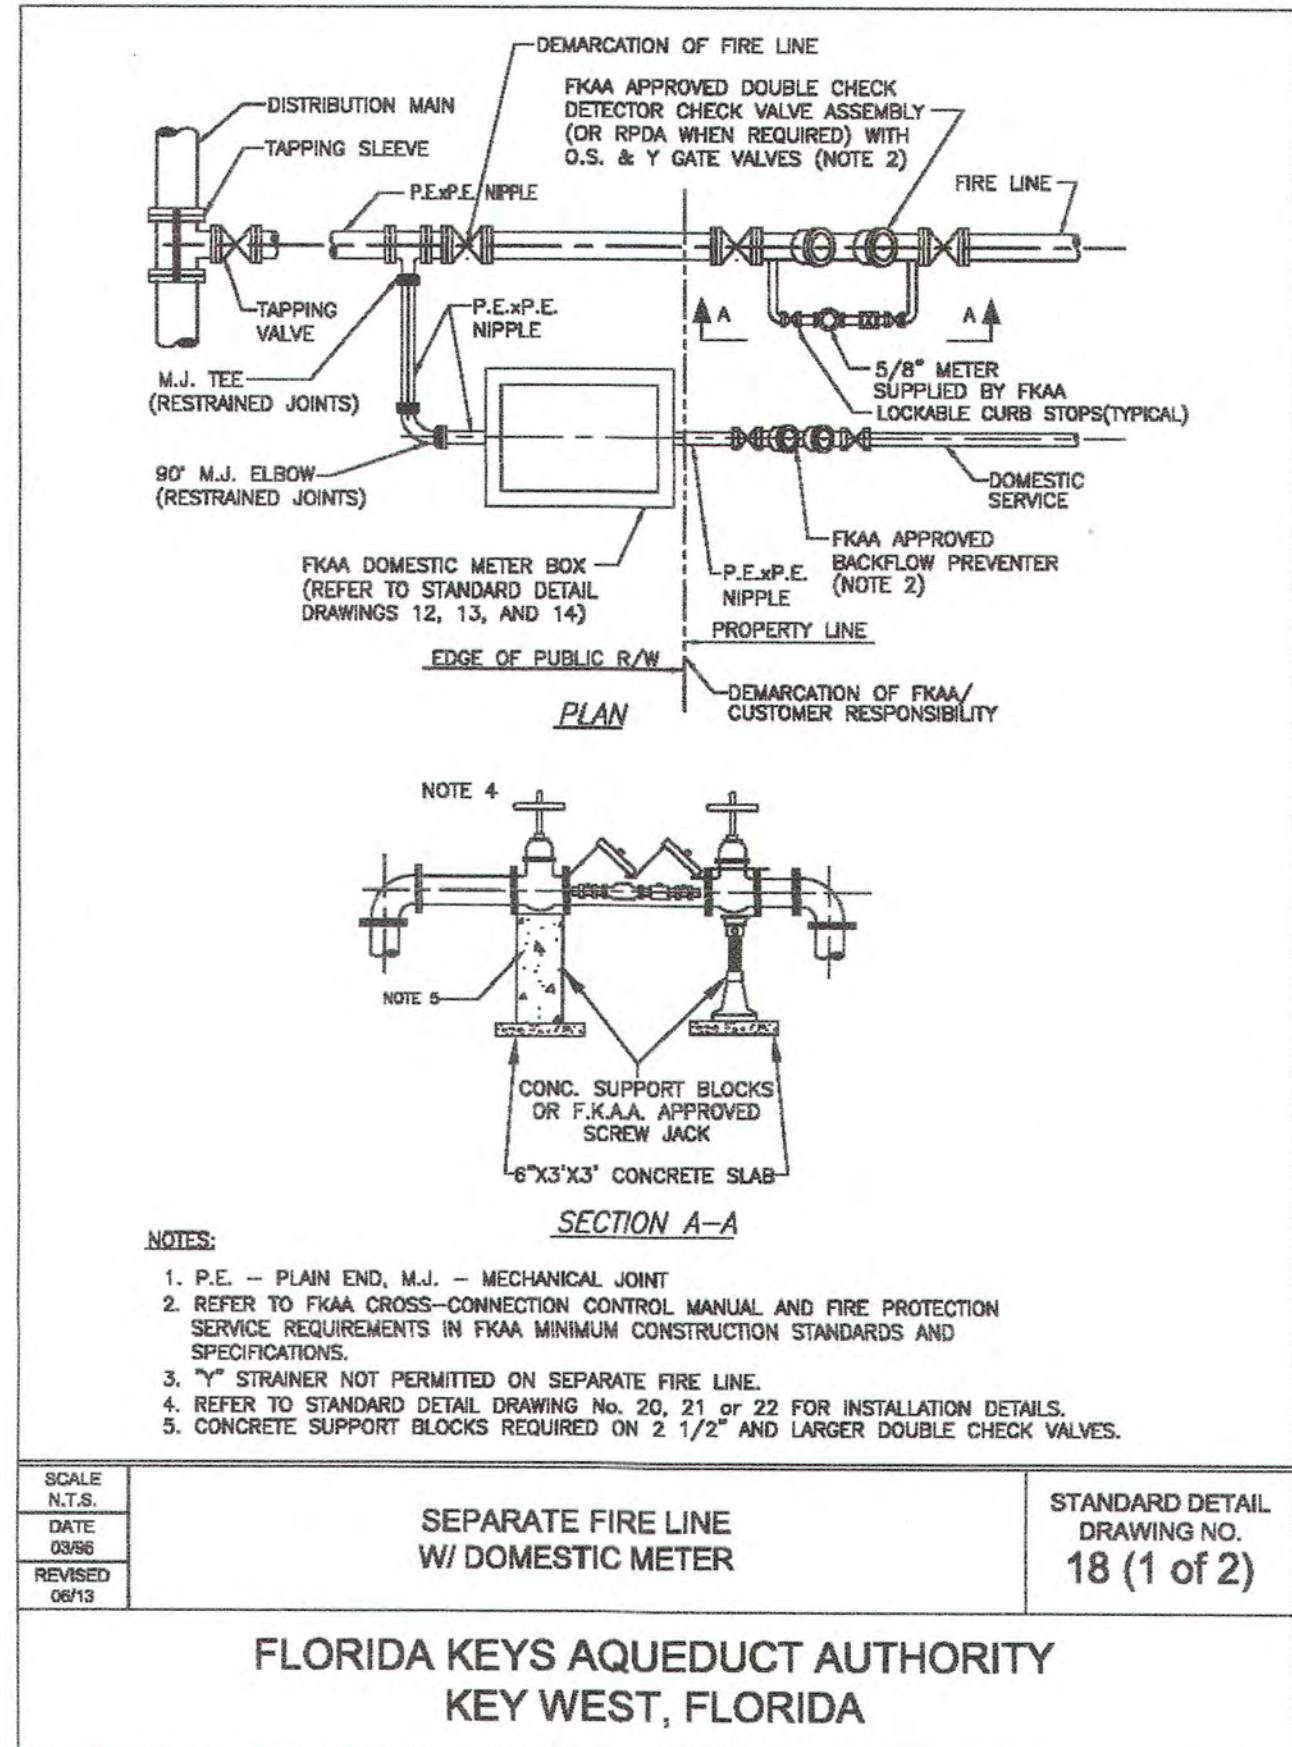 DEMARCATION OF FIRE LINE
FKAA APPROVED DOUBLE CHECK
DETECTOR CHECK VALVE ASSEMBLY
(OR RPDA WHEN REQUIRED) WITH
O.S. & Y GATE VALVES (NOTE 2)
DISTRIBUTION MAIN
TAPPING SLEEVE
P.E.xP.E. NIPPLE
FIRE LINE
TAPPING
VALVE
P.E.xP.E.
NIPPLE
A
A
M.J. TEE
(RESTRAINED JOINTS)
5/8" METER
SUPPLIED BY FKAA
LOCKABLE CURB STOPS(TYPICAL)
90° M.J. ELBOW
(RESTRAINED JOINTS)
DOMESTIC
SERVICE
FKAA DOMESTIC METER BOX
(REFER TO STANDARD DETAIL
DRAWINGS 12, 13, AND 14)
P.E.xP.E.
NIPPLE
FKAA APPROVED
BACKFLOW PREVENTER
(NOTE 2)
PROPERTY LINE
EDGE OF PUBLIC R/W
DEMARCATION OF FKAA/
CUSTOMER RESPONSIBILITY
PLAN
NOTE 4
NOTE 5
CONC. SUPPORT BLOCKS
OR F.K.A.A. APPROVED
SCREW JACK
6"X3'X3' CONCRETE SLAB
SECTION A-A
NOTES:
1. P.E. - PLAIN END, M.J. - MECHANICAL JOINT
2. REFER TO FKAA CROSS-CONNECTION CONTROL MANUAL AND FIRE PROTECTION
SERVICE REQUIREMENTS IN FKAA MINIMUM CONSTRUCTION STANDARDS AND
SPECIFICATIONS.
3. "Y" STRAINER NOT PERMITTED ON SEPARATE FIRE LINE.
4. REFER TO STANDARD DETAIL DRAWING No. 20, 21 or 22 FOR INSTALLATION DETAILS.
5. CONCRETE SUPPORT BLOCKS REQUIRED ON 2 1/2" AND LARGER DOUBLE CHECK VALVES.
SCALE
N.T.S.
DATE
03/96
REVISED
06/13
SEPARATE FIRE LINE
W/ DOMESTIC METER
STANDARD DETAIL
DRAWING NO.
18 (1 of 2)
FLORIDA KEYS AQUEDUCT AUTHORITY
KEY WEST, FLORIDA